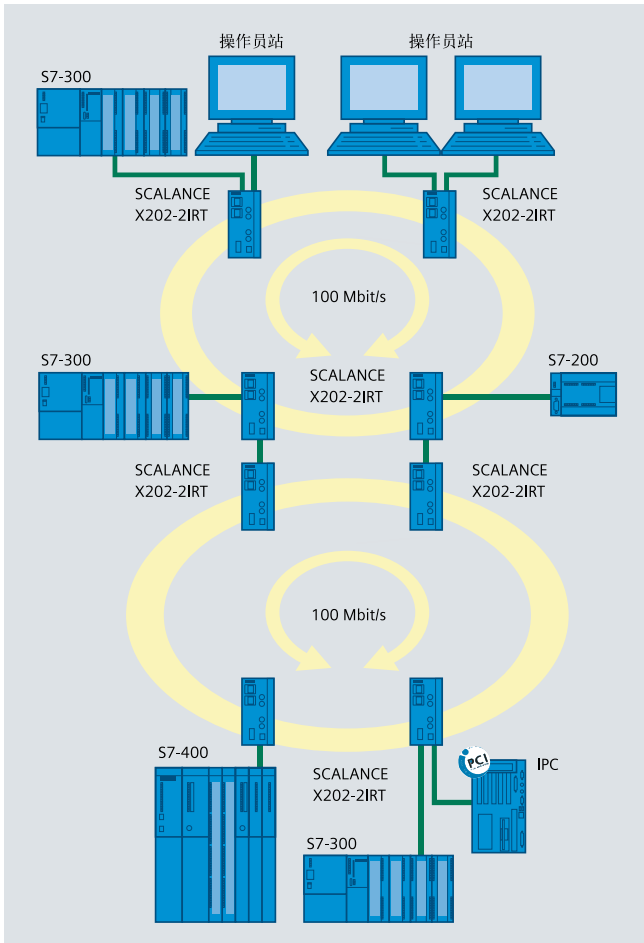 操作员站
操作员站
S7-300
SCALANCE
X202-2IRT
SCALANCE
X202-2IRT
100 Mbit/s
S7-300
SCALANCE
X202-2IRT
S7-200
SCALANCE
X202-2IRT
SCALANCE
X202-2IRT
100 Mbit/s
S7-400
SCALANCE
X202-2IRT
PCI
IPC
S7-300